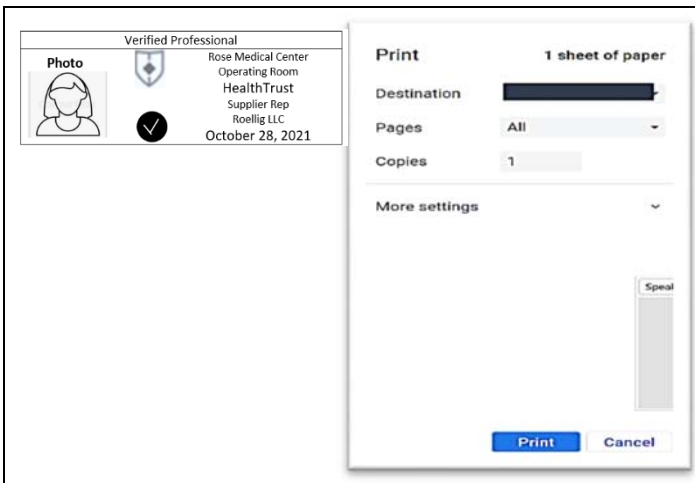 Verified Professional
Photo
Rose Medical Center
Operating Room
HealthTrust
Supplier Rep
Roellig LLC
October 28, 2021
Print 1 sheet of paper
Destination
Pages All
Copies 1
More settings
Print Cancel